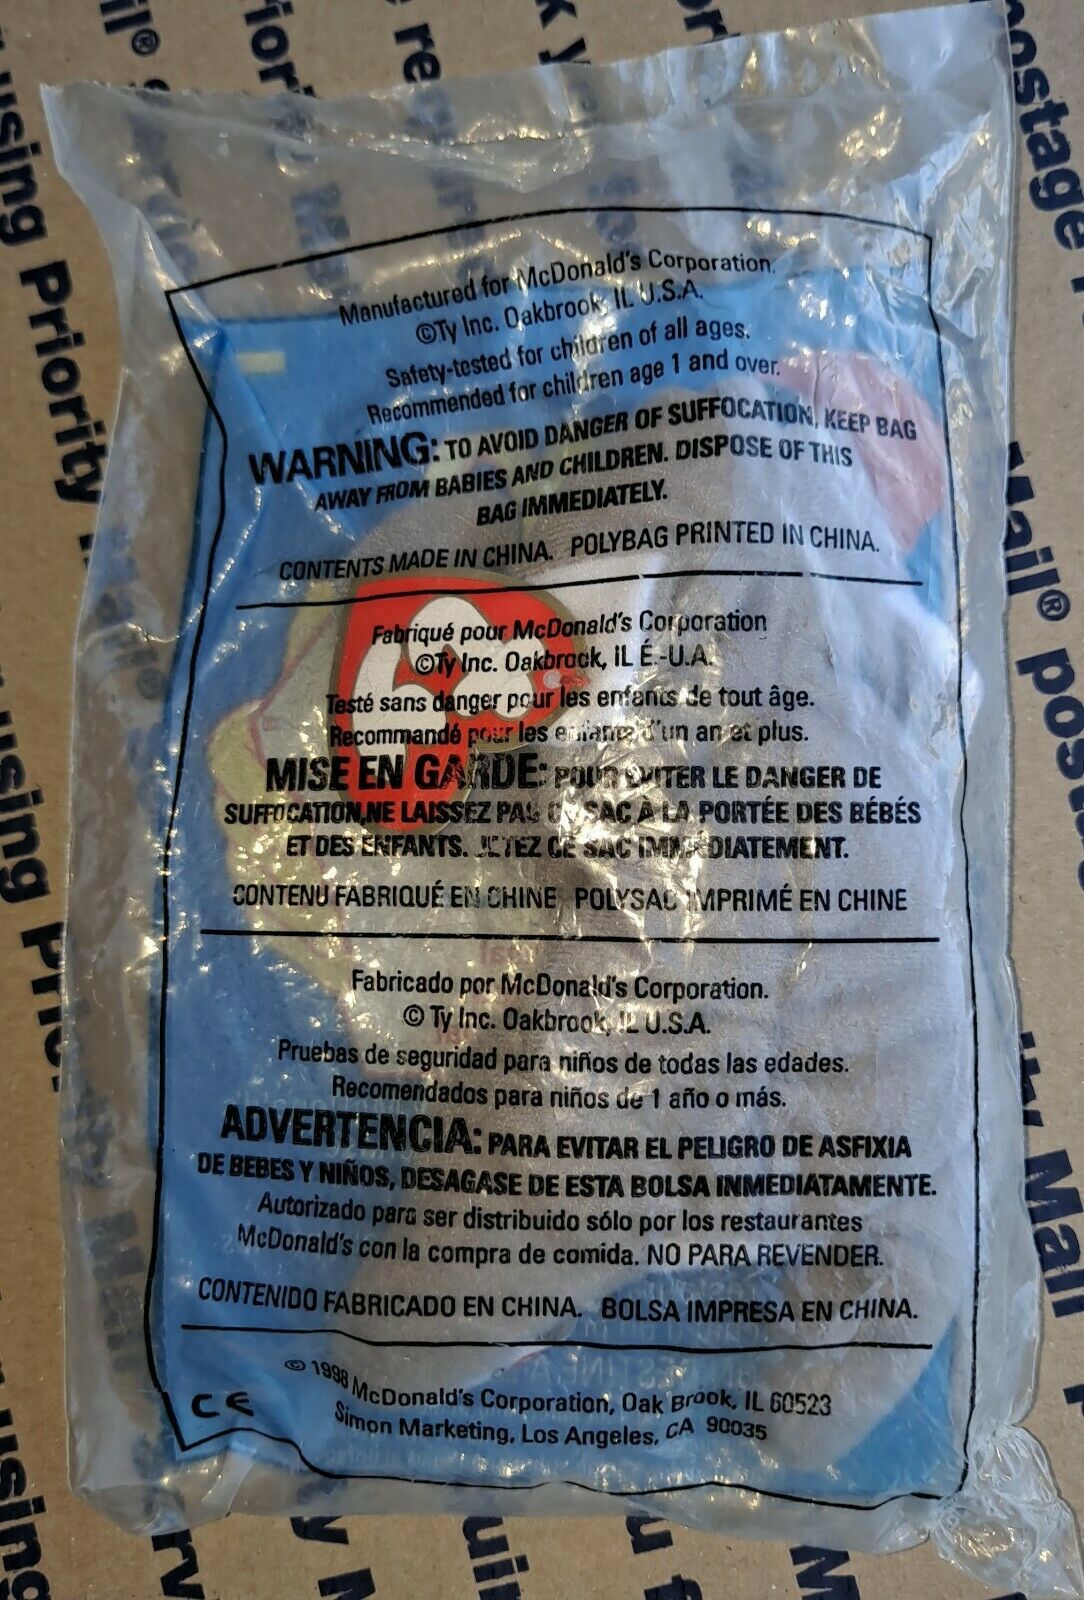 Manufactured for McDonald's Corporation.
©Ty Inc. Oakbrook, IL U.S.A.
Safety-tested for children of all ages.
Recommended for children age 1 and over.
WARNING: TO AVOID DANGER OF SUFFOCATION, KEEP BAG
AWAY FROM BABIES AND CHILDREN. DISPOSE OF THIS
BAG IMMEDIATELY.
CONTENTS MADE IN CHINA. POLYBAG PRINTED IN CHINA.
Fabriqué pour McDonald's Corporation
©Ty Inc. Oakbrook, IL É.-U.A.
Testé sans danger pour les enfants de tout âge.
Recommandé pour les enfants d'un an et plus.
MISE EN GARDE: POUR EVITER LE DANGER DE
SUFFOCATION,NE LAISSEZ PAS CE SAC A LA PORTÉE DES BÉBÉS
ET DES ENFANTS. JETEZ CE SAC IMMEDIATEMENT.
CONTENU FABRIQUÉ EN CHINE POLYSAC IMPRIMÉ EN CHINE
Fabricado por McDonald's Corporation.
© Ty Inc. Oakbrook, IL U.S.A.
Pruebas de seguridad para niños de todas las edades.
Recomendados para niños de 1 año o más.
ADVERTENCIA: PARA EVITAR EL PELIGRO DE ASFIXIA
DE BEBES Y NIÑOS, DESAGASE DE ESTA BOLSA INMEDIATAMENTE.
Autorizado para ser distribuido sólo por los restaurantes
McDonald's con la compra de comida. NO PARA REVENDER.
CONTENIDO FABRICADO EN CHINA. BOLSA IMPRESA EN CHINA.
© 1998 McDonald's Corporation, Oak Brook, IL 60523
Simon Marketing, Los Angeles, CA 90035
CE
ty
using Priority
Mail® postage